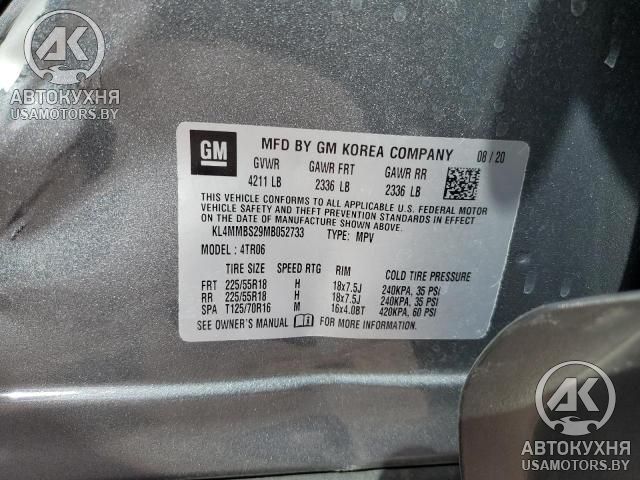 AK
АВТОКУХНЯ
USAMOTORS.BY
GM
MFD BY GM KOREA COMPANY 08/20
GVWR GAWR FRT GAWR RR
4211 LB 2336 LB 2336 LB
THIS VEHICLE CONFORMS TO ALL APPLICABLE U.S. FEDERAL MOTOR
VEHICLE SAFETY AND THEFT PREVENTION STANDARDS IN EFFECT
ON THE DATE OF MANUFACTURE SHOWN ABOVE.
KL4MMBS29MB052733 TYPE: MPV
MODEL: 4TR06
TIRE SIZE SPEED RTG RIM COLD TIRE PRESSURE
FRT 225/55R18 H 18x7.5J 240KPA, 35 PSI
RR 225/55R18 H 18x7.5J 240KPA, 35 PSI
SPA T125/70R16 M 16x4.0BT 420KPA, 60 PSI
SEE OWNER'S MANUAL FOR MORE INFORMATION.
AK
АВТОКУХНЯ
USAMOTORS.BY